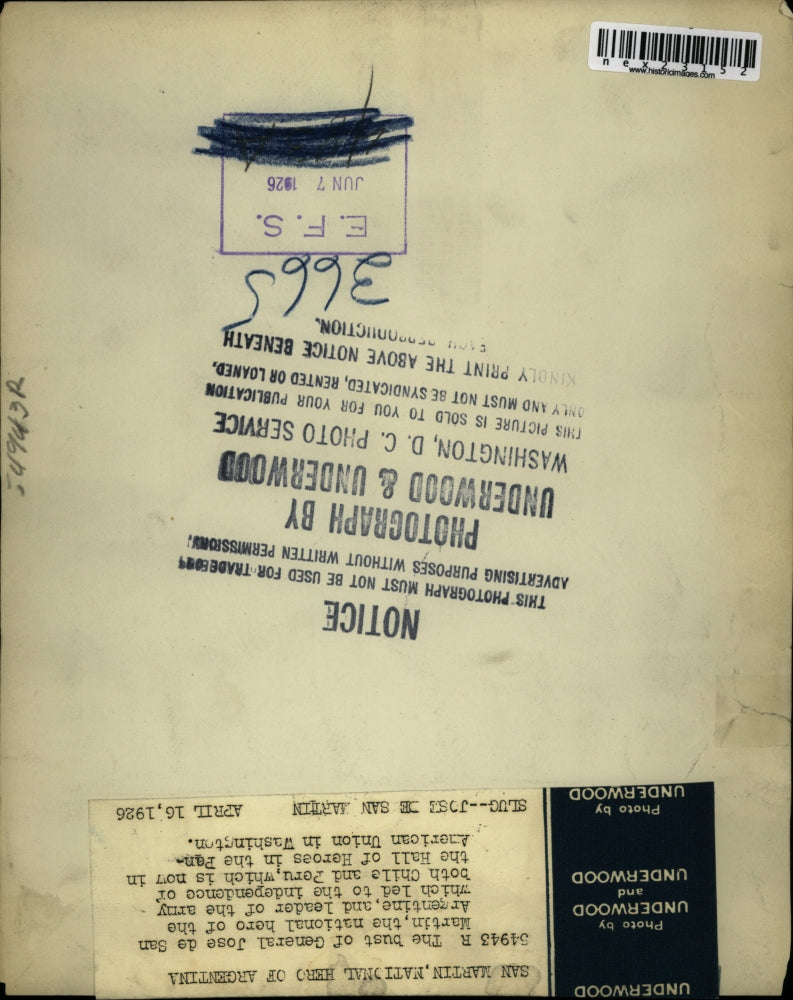 nex23152
www.historicimages.com
54943R
SAN MARTIN,NATIONAL HERO OF ARGENTINA
54943 R The bust of General Jose de San
Martin,the national hero of the
Argentine,and leader of the army
which led to the independence of
both Chile and Peru,which is now in
the Hall of Heroes in the Pan-
American Union in Washington.
SLUG--JOSE DE SAN MARTIN APRIL 16,1926
UNDERWOOD
Photo by
UNDERWOOD
and
UNDERWOOD
Photo by
UNDERWOOD
NOTICE
THIS PHOTOGRAPH MUST NOT BE USED FOR TRADE OR
ADVERTISING PURPOSES WITHOUT WRITTEN PERMISSION.
PHOTOGRAPH BY
UNDERWOOD & UNDERWOOD
WASHINGTON, D. C. PHOTO SERVICE
THIS PICTURE IS SOLD TO YOU FOR YOUR PUBLICATION
ONLY AND MUST NOT BE SYNDICATED, RENTED OR LOANED.
KINDLY PRINT THE ABOVE NOTICE BENEATH
EACH REPRODUCTION.
3665
E. F. S.
JUN 7 1926